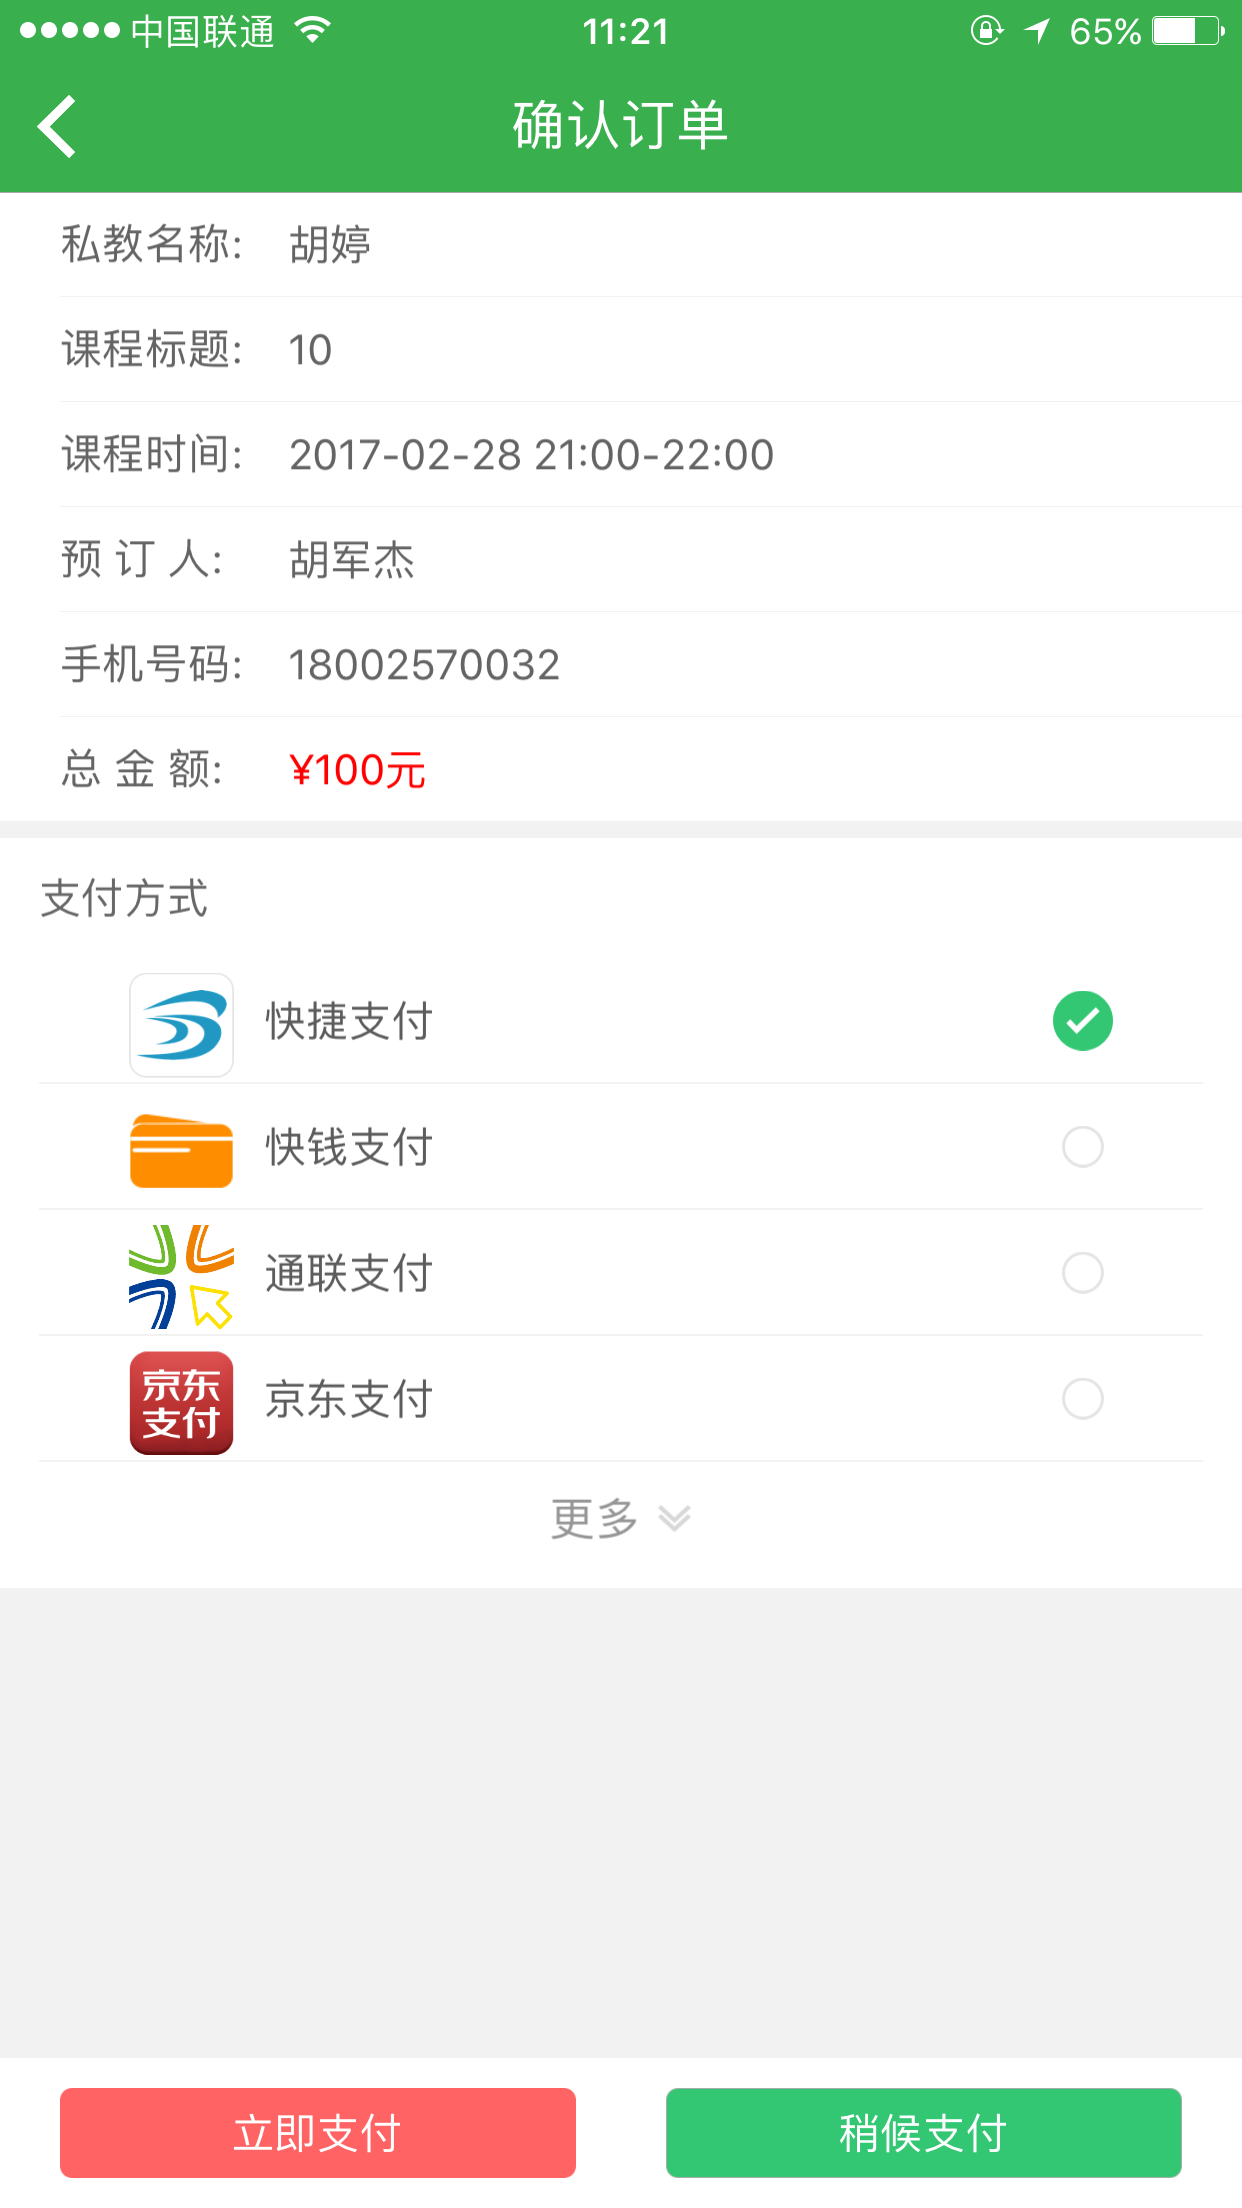 中国联通 11:21 65%
确认订单
私教名称: 胡婷
课程标题: 10
课程时间: 2017-02-28 21:00-22:00
预 订 人: 胡军杰
手机号码: 18002570032
总 金 额: ¥100元
支付方式
快捷支付
快钱支付
通联支付
京东
支付
京东支付
更多
立即支付 稍候支付